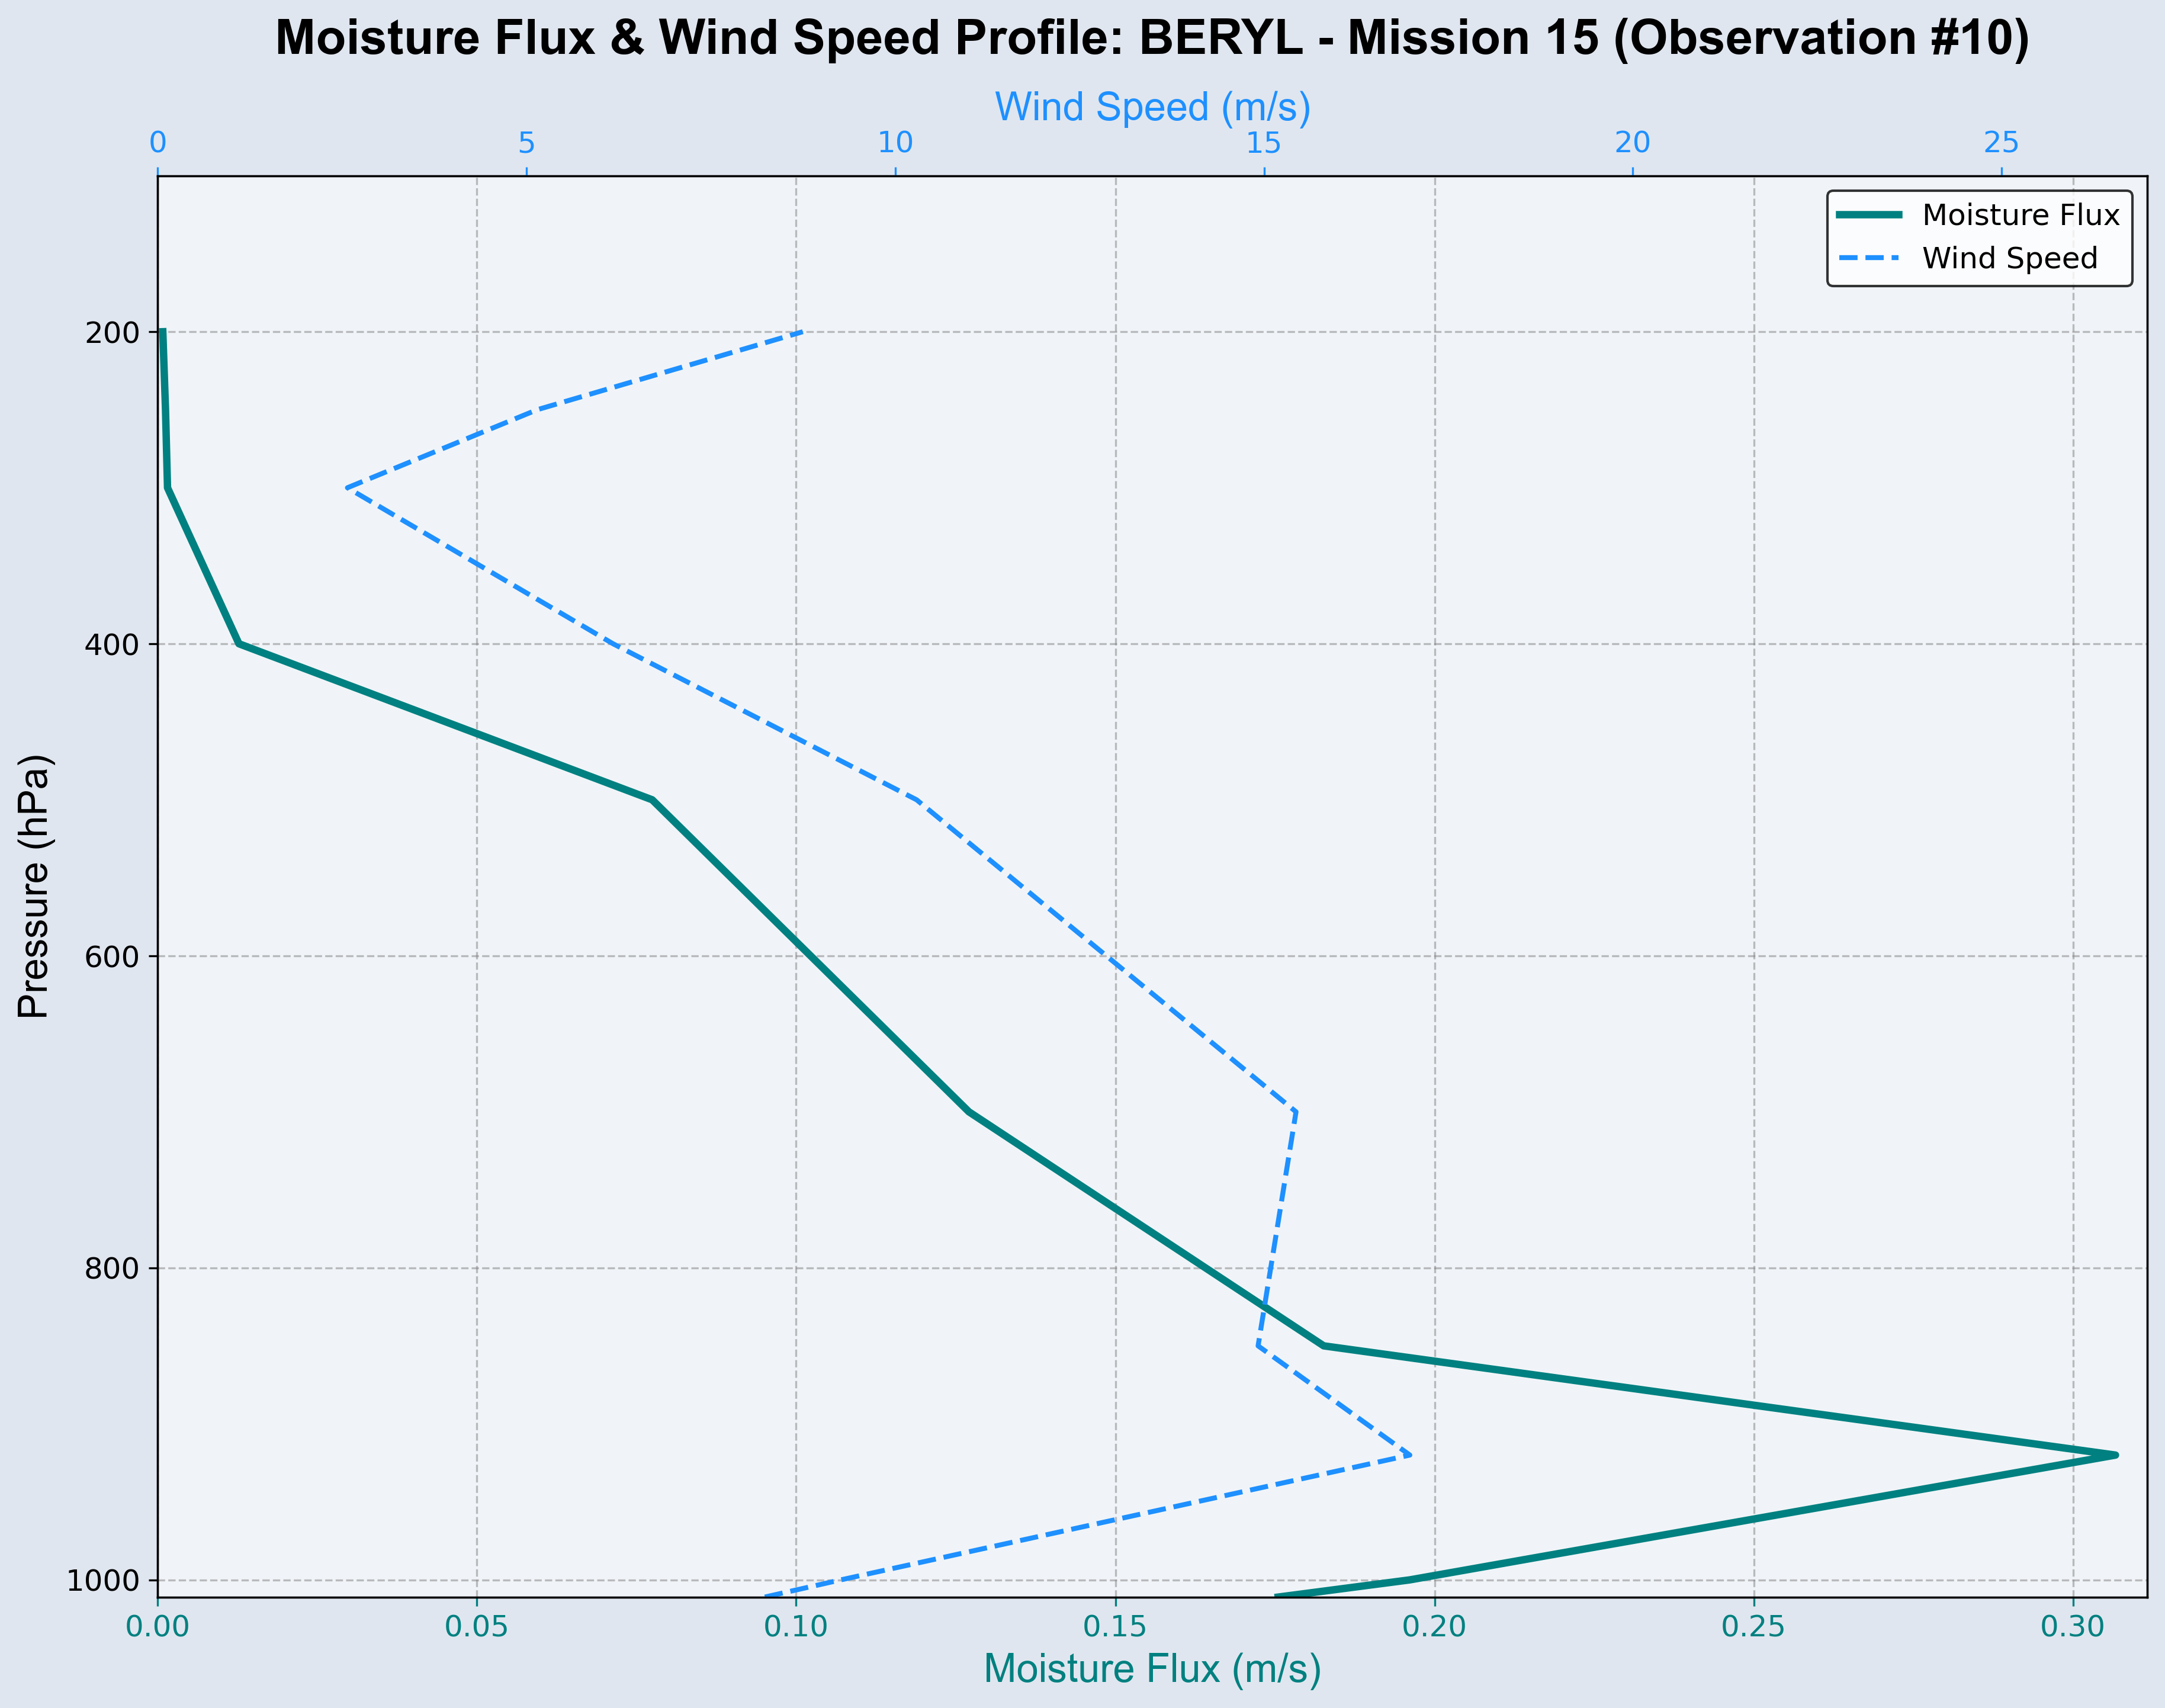 Moisture Flux & Wind Speed Profile: BERYL - Mission 15 (Observation #10)
Wind Speed (m/s)
0 5 10 15 20 25
Moisture Flux
Wind Speed
Pressure (hPa)
200
400
600
800
1000
0.00 0.05 0.10 0.15 0.20 0.25 0.30
Moisture Flux (m/s)